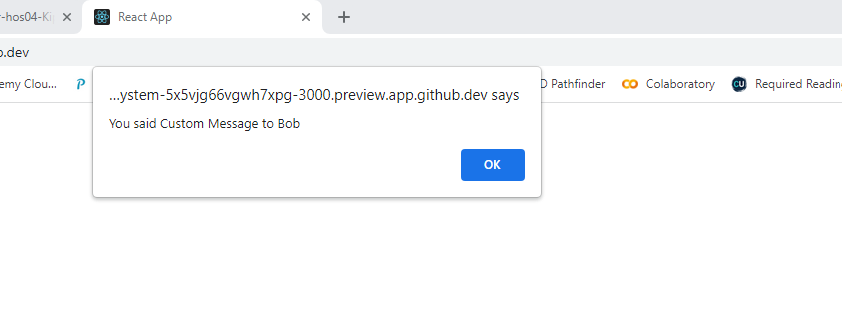 r-hos04-Ki
React App
o.dev
emy Clou...
...ystem-5x5vjg66vgwh7xpg-3000.preview.app.github.dev says
You said Custom Message to Bob
OK
D Pathfinder
Colaboratory
CU
Required Readin